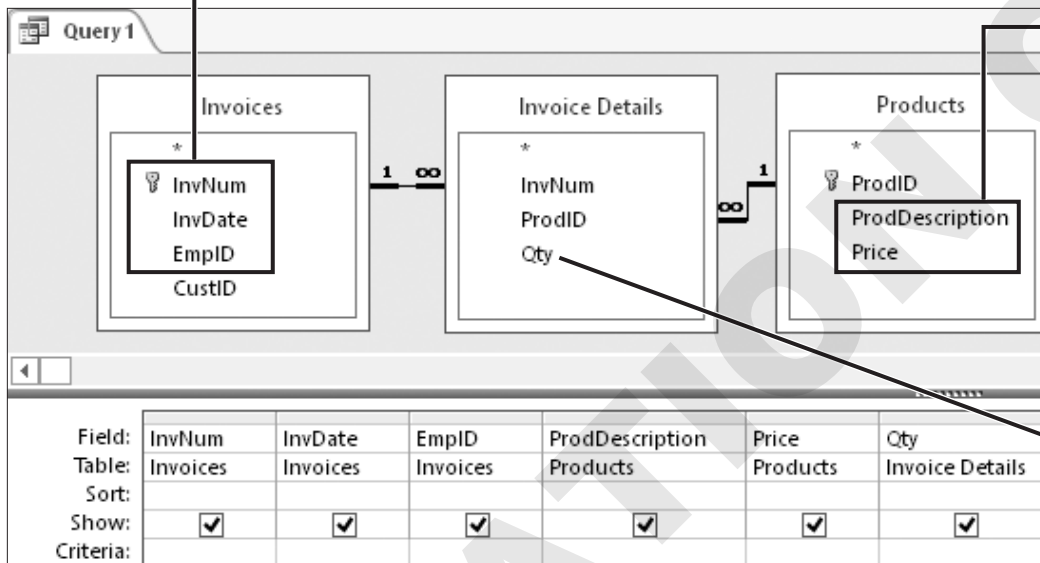 Query 1
Invoices
*
InvNum
InvDate
EmpID
CustID
1 ∞
Invoice Details
*
InvNum
ProdID
Qty
∞ 1
Products
*
ProdID
ProdDescription
Price
Field: InvNum InvDate EmpID ProdDescription Price Qty
Table: Invoices Invoices Invoices Products Products Invoice Details
Sort:
Show:
Criteria: